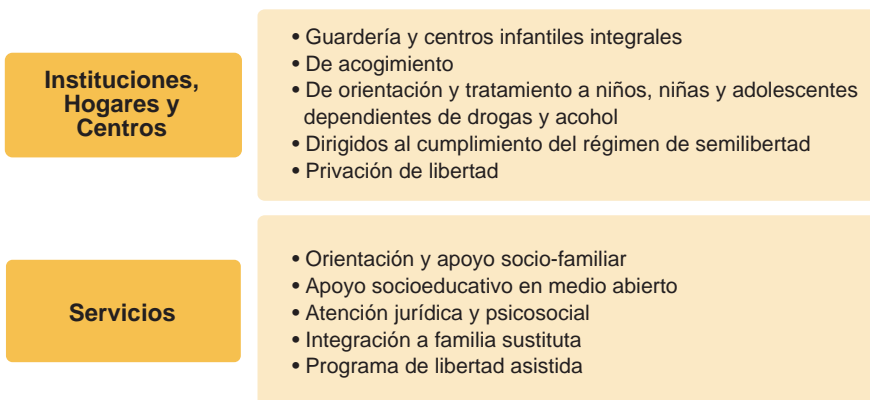 Instituciones,
Hogares y
Centros
• Guardería y centros infantiles integrales
• De acogimiento
• De orientación y tratamiento a niños, niñas y adolescentes
dependientes de drogas y acohol
• Dirigidos al cumplimiento del régimen de semilibertad
• Privación de libertad
Servicios
• Orientación y apoyo socio-familiar
• Apoyo socioeducativo en medio abierto
• Atención jurídica y psicosocial
• Integración a familia sustituta
• Programa de libertad asistida